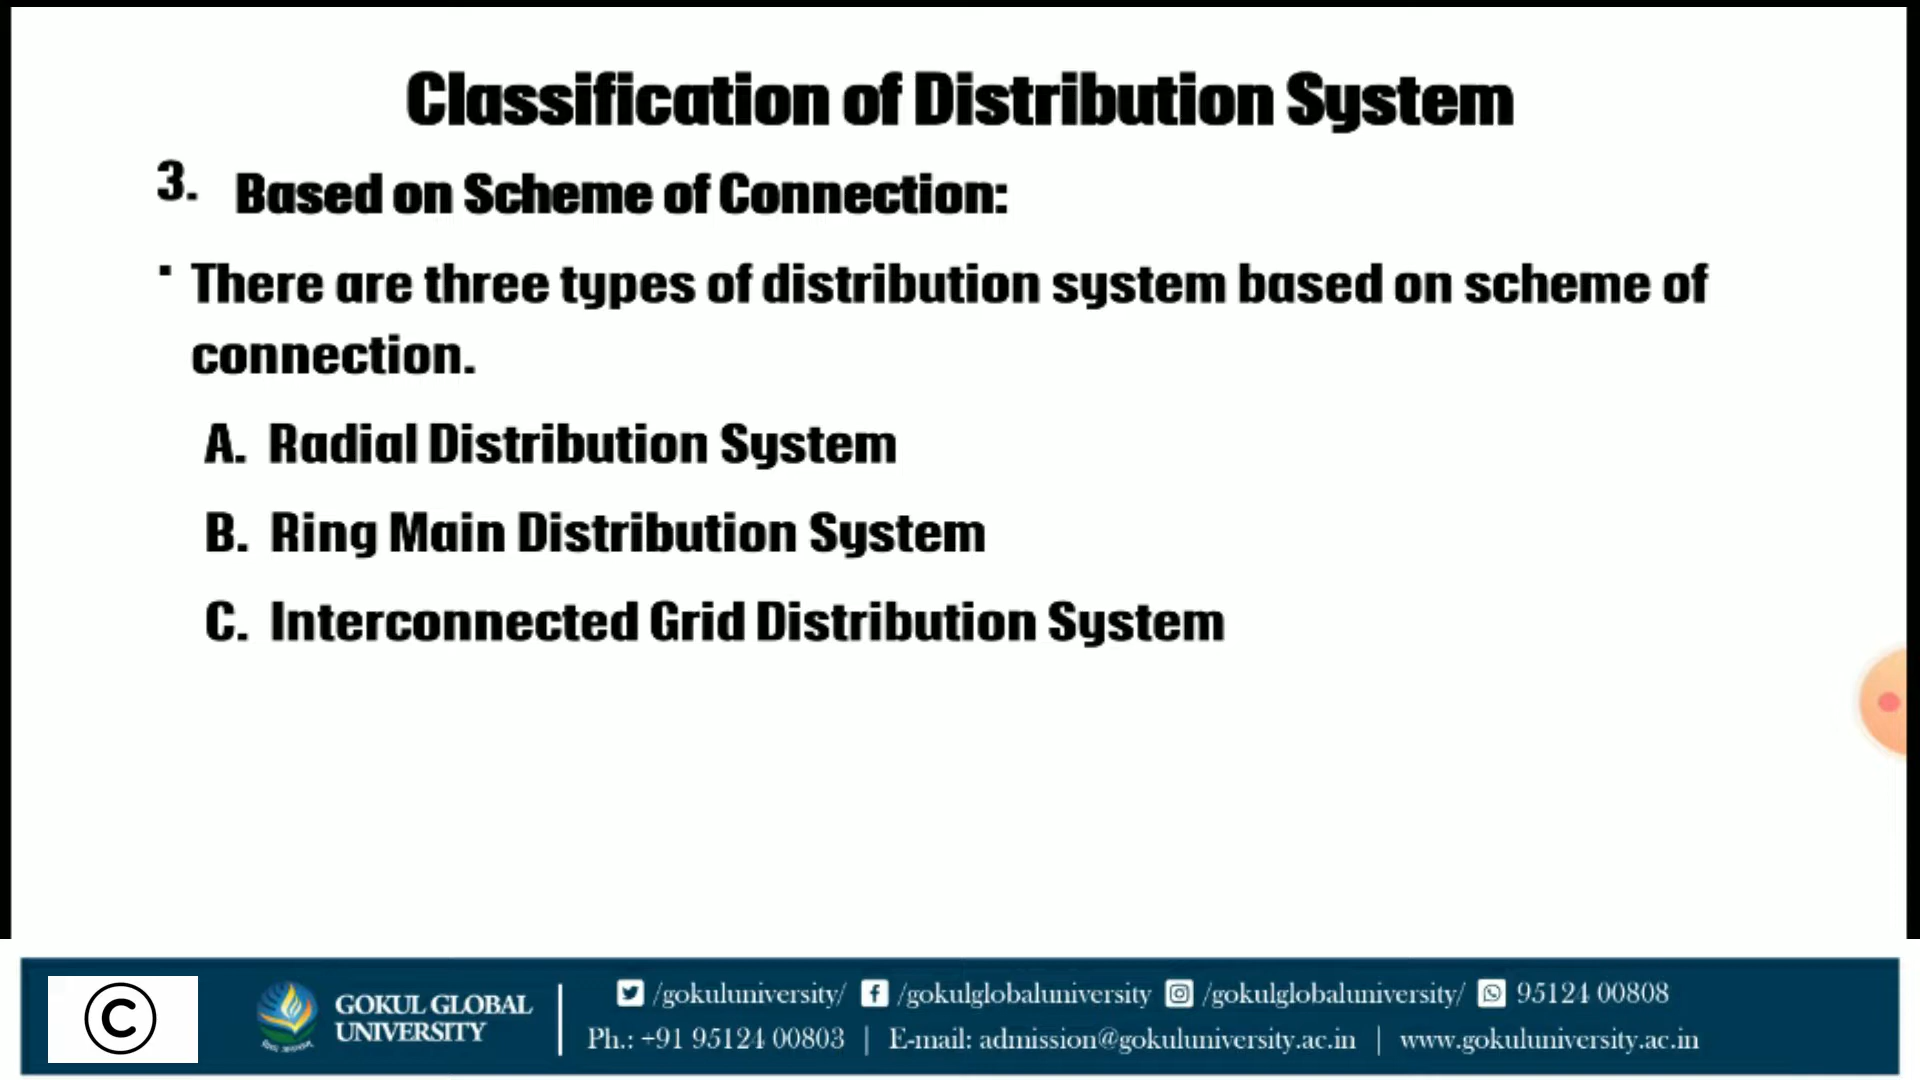 Classification of Distribution System
3. Based on Scheme of Connection:
▪ There are three types of distribution system based on scheme of
connection.
A. Radial Distribution System
B. Ring Main Distribution System
C. Interconnected Grid Distribution System
©
GOKUL GLOBAL
UNIVERSITY
/gokuluniversity/ /gokulglobaluniversity /gokulglobaluniversity/ 95124 00808
Ph.: +91 95124 00803 | E-mail: admission@gokuluniversity.ac.in | www.gokuluniversity.ac.in